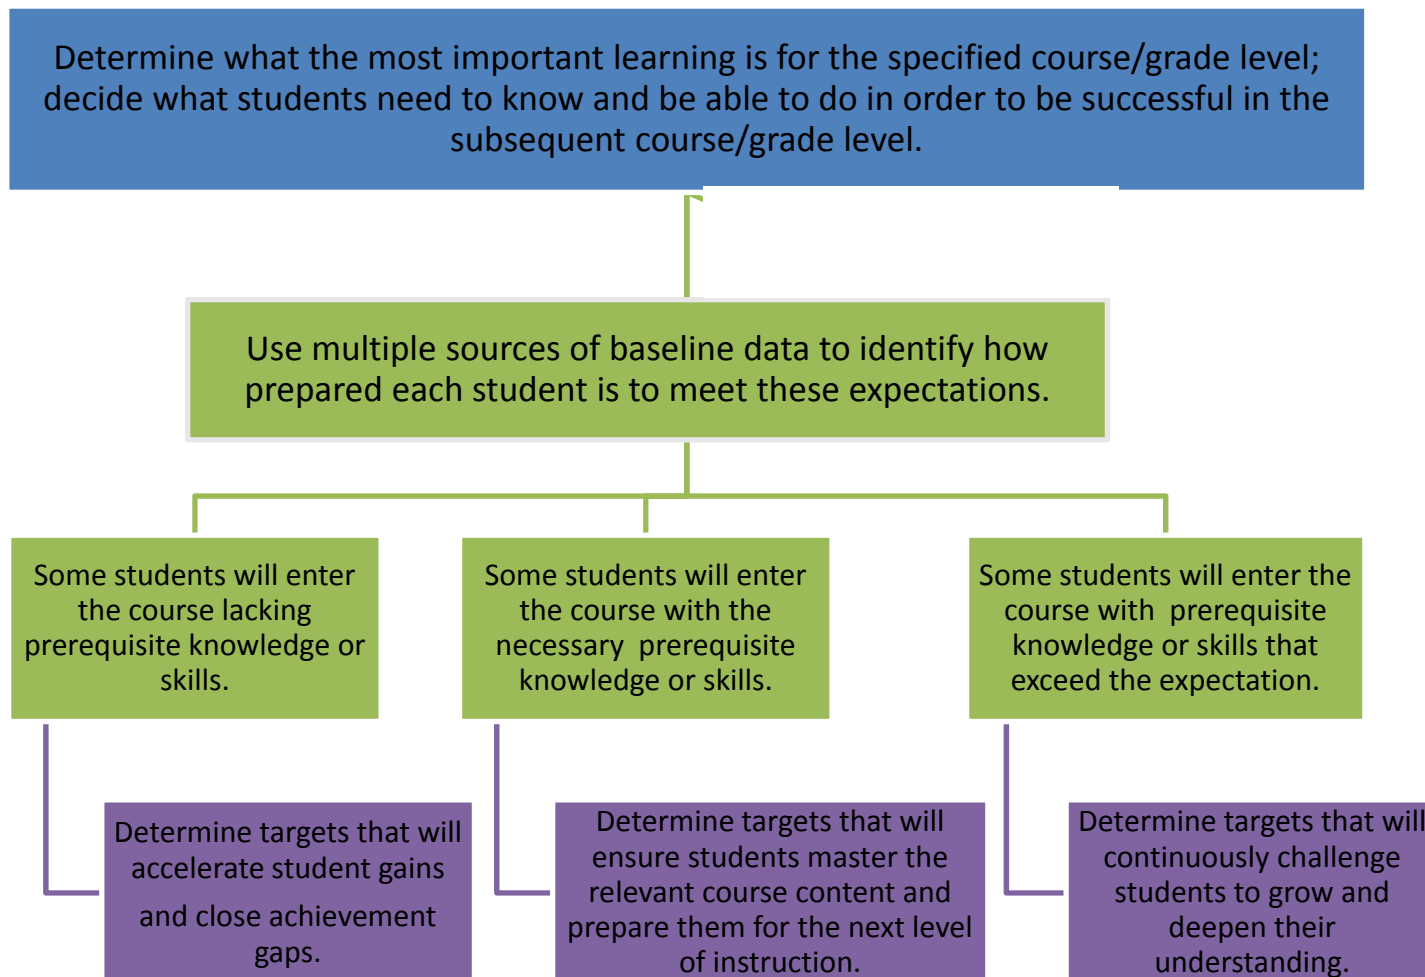 Determine what the most important learning is for the specified course/grade level;
decide what students need to know and be able to do in order to be successful in the
subsequent course/grade level.
Use multiple sources of baseline data to identify how
prepared each student is to meet these expectations.
Some students will enter
the course lacking
prerequisite knowledge or
skills.
Some students will enter
the course with the
necessary  prerequisite
knowledge or skills.
Some students will enter the
course with  prerequisite
knowledge or skills that
exceed the expectation.
Determine targets that will
accelerate student gains
and close achievement
gaps.
Determine targets that will
ensure students master the
relevant course content and
prepare them for the next level
of instruction.
Determine targets that will
continuously challenge
students to grow and
deepen their
understanding.